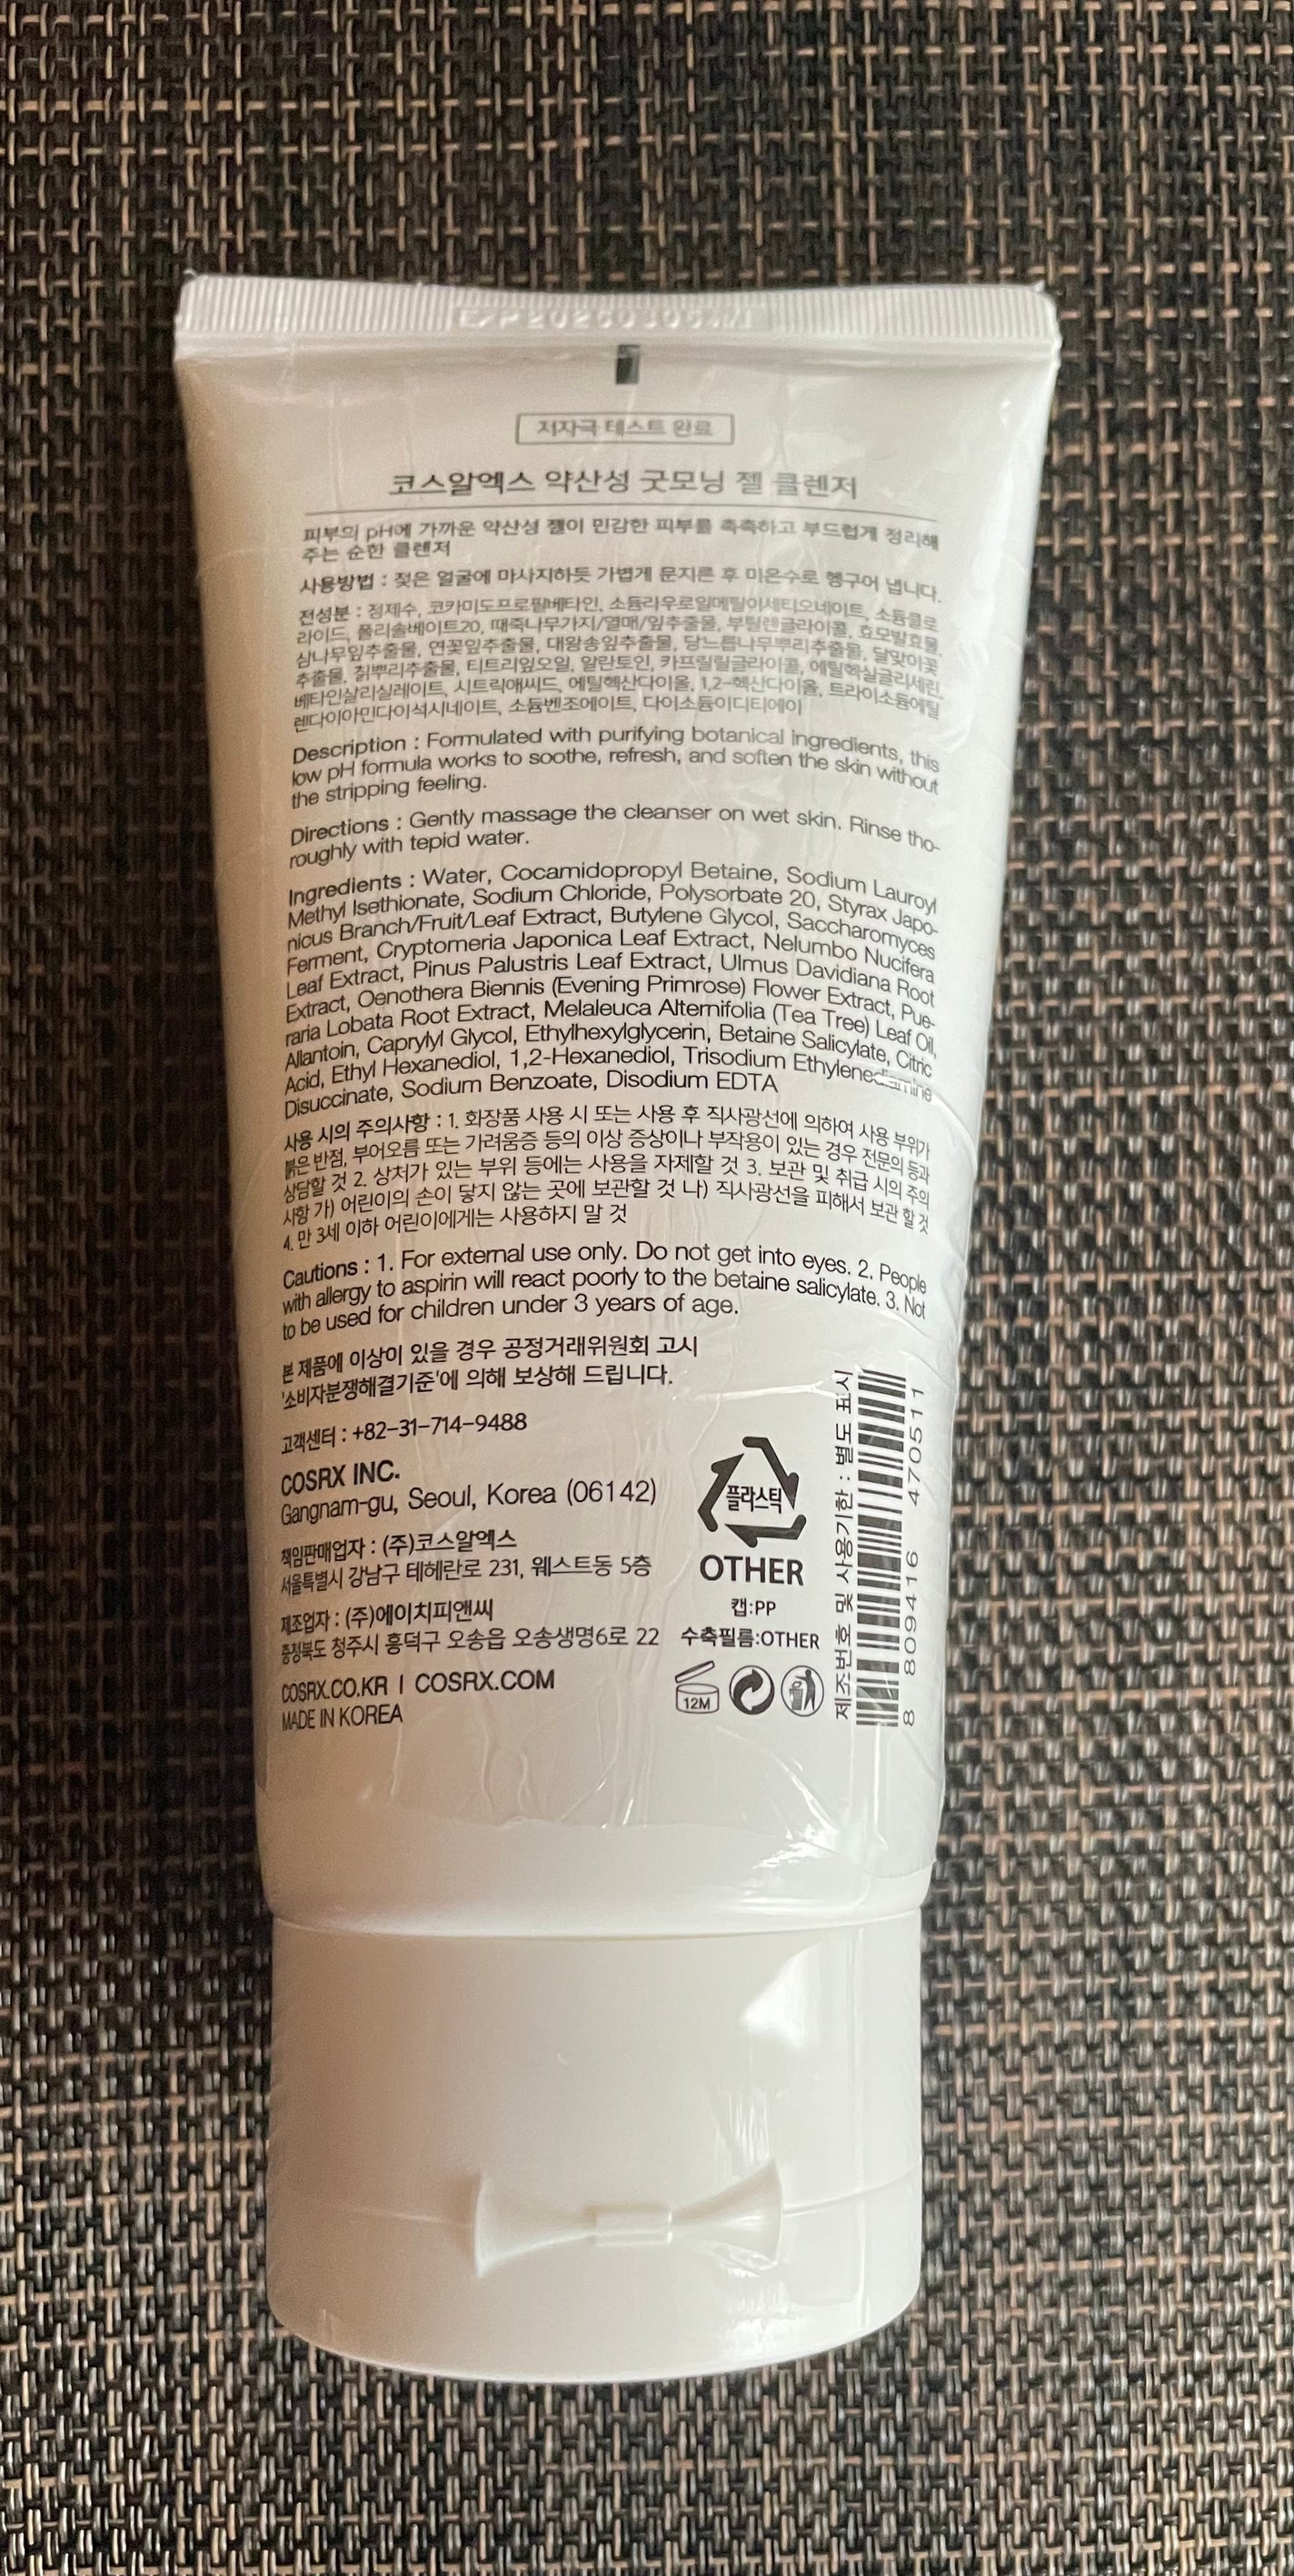 저자극 테스트 완료
코스알엑스 약산성 굿모닝 젤 클렌저
피부의 pH에 가까운 약산성 젤이 민감한 피부를 촉촉하고 부드럽게 정리해
주는 순한 클렌저
사용방법 : 젖은 얼굴에 마사지하듯 가볍게 문지른 후 미온수로 헹구어 냅니다.
전성분 : 정제수, 코카미도프로필베타인, 소듐라우로일메틸이세티오네이트, 소듐클로
라이드, 폴리솔베이트20, 때죽나무가지/열매/잎추출물, 부틸렌글라이콜, 효모발효물,
삼나무잎추출물, 연꽃잎추출물, 대왕송잎추출물, 당느릅나무뿌리추출물, 달맞이꽃
추출물, 칡뿌리추출물, 티트리잎오일, 알란토인, 카프릴릴글라이콜, 에틸헥실글리세린,
베타인살리실레이트, 시트릭애씨드, 에틸헥산다이올, 1,2-헥산다이올, 트라이소듐에틸
렌다이아민다이석시네이트, 소듐벤조에이트, 다이소듐이디티에이
Description : Formulated with purifying botanical ingredients, this
low pH formula works to soothe, refresh, and soften the skin without
the stripping feeling.
Directions : Gently massage the cleanser on wet skin. Rinse tho-
roughly with tepid water.
Ingredients : Water, Cocamidopropyl Betaine, Sodium Lauroyl
Methyl Isethionate, Sodium Chloride, Polysorbate 20, Styrax Japo-
nicus Branch/Fruit/Leaf Extract, Butylene Glycol, Saccharomyces
Ferment, Cryptomeria Japonica Leaf Extract, Nelumbo Nucifera
Leaf Extract, Pinus Palustris Leaf Extract, Ulmus Davidiana Root
Extract, Oenothera Biennis (Evening Primrose) Flower Extract, Pue-
raria Lobata Root Extract, Melaleuca Alternifolia (Tea Tree) Leaf Oil,
Allantoin, Caprylyl Glycol, Ethylhexylglycerin, Betaine Salicylate, Citric
Acid, Ethyl Hexanediol, 1,2-Hexanediol, Trisodium Ethylenediamine
Disuccinate, Sodium Benzoate, Disodium EDTA
사용 시의 주의사항 : 1. 화장품 사용 시 또는 사용 후 직사광선에 의하여 사용 부위가
붉은 반점, 부어오름 또는 가려움증 등의 이상 증상이나 부작용이 있는 경우 전문의 등과
상담할 것 2. 상처가 있는 부위 등에는 사용을 자제할 것 3. 보관 및 취급 시의 주의
사항 가) 어린이의 손이 닿지 않는 곳에 보관할 것 나) 직사광선을 피해서 보관 할 것
4. 만 3세 이하 어린이에게는 사용하지 말 것
Cautions : 1. For external use only. Do not get into eyes. 2. People
with allergy to aspirin will react poorly to the betaine salicylate. 3. Not
to be used for children under 3 years of age.
본 제품에 이상이 있을 경우 공정거래위원회 고시
'소비자분쟁해결기준'에 의해 보상해 드립니다.
고객센터 : +82-31-714-9488
COSRX INC.
Gangnam-gu, Seoul, Korea (06142)
책임판매업자 : (주)코스알엑스
서울특별시 강남구 테헤란로 231, 웨스트동 5층
제조업자 : (주)에이치피앤씨
충청북도 청주시 흥덕구 오송읍 오송생명6로 22
COSRX.CO.KR | COSRX.COM
MADE IN KOREA
플라스틱
OTHER
캡:PP
수축필름:OTHER
12M
제조번호 및 사용기한 : 별도 표시
8 809416 470511